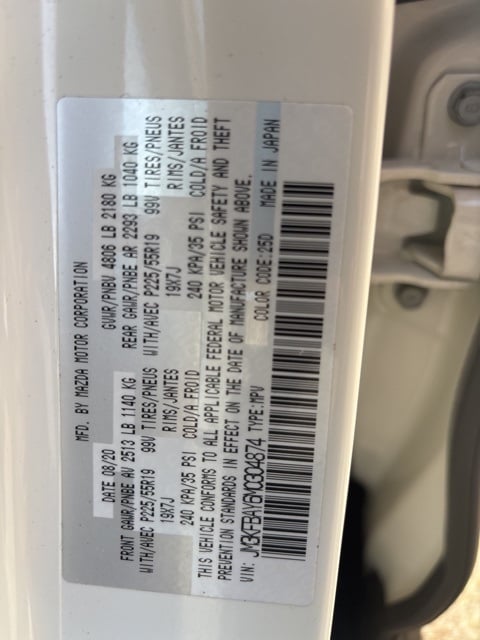 MFD. BY MAZDA MOTOR CORPORATION
DATE 08/20 GVWR/PNBV 4806 LB 2180 KG
FRONT GAWR/PNBE AV 2513 LB 1140 KG REAR GAWR/PNBE AR 2293 LB 1040 KG
WITH/AVEC P225/55R19 99V TIRES/PNEUS WITH/AVEC P225/55R19 99V TIRES/PNEUS
19X7J RIMS/JANTES 19X7J RIMS/JANTES
240 KPA/35 PSI COLD/A FROID 240 KPA/35 PSI COLD/A FROID
THIS VEHICLE CONFORMS TO ALL APPLICABLE FEDERAL MOTOR VEHICLE SAFETY AND THEFT
PREVENTION STANDARDS IN EFFECT ON THE DATE OF MANUFACTURE SHOWN ABOVE.
VIN: JM3KFBAY6M0304874 TYPE:MPV COLOR CODE:25D MADE IN JAPAN